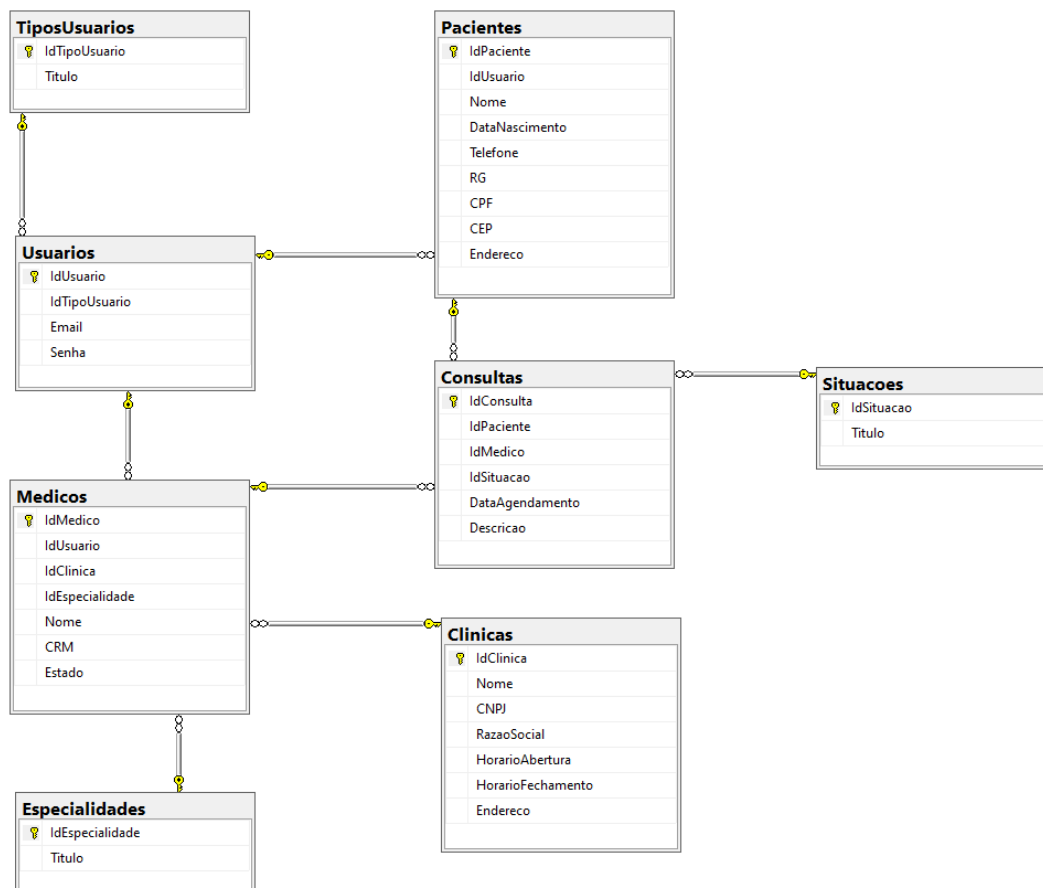 TiposUsuarios
IdTipoUsuario
Titulo
Pacientes
IdPaciente
IdUsuario
Nome
DataNascimento
Telefone
RG
CPF
CEP
Endereco
Usuarios
IdUsuario
IdTipoUsuario
Email
Senha
Consultas
IdConsulta
IdPaciente
IdMedico
IdSituacao
DataAgendamento
Descricao
Situacoes
IdSituacao
Titulo
Medicos
IdMedico
IdUsuario
IdClinica
IdEspecialidade
Nome
CRM
Estado
Clinicas
IdClinica
Nome
CNPJ
RazaoSocial
HorarioAbertura
HorarioFechamento
Endereco
Especialidades
IdEspecialidade
Titulo